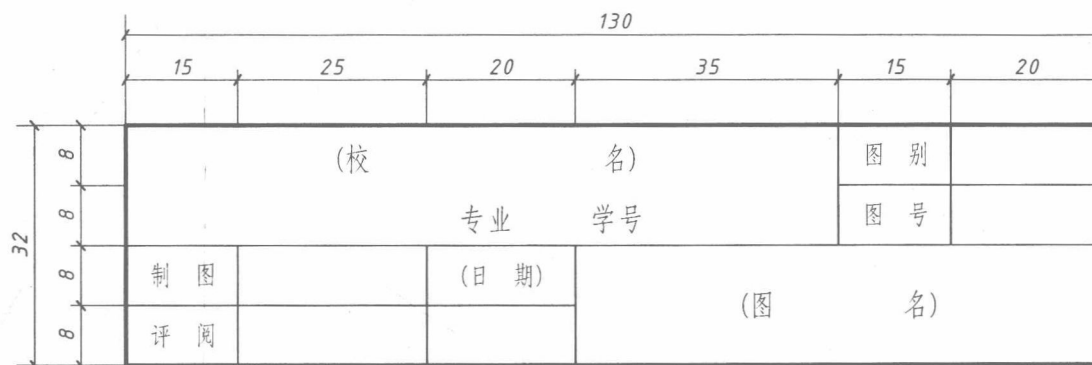 130
15 25 20 35 15 20
8 (校 名) 图 别
8 专业 学号 图 号
32
8 制 图 (日 期) (图 名)
8 评 阅